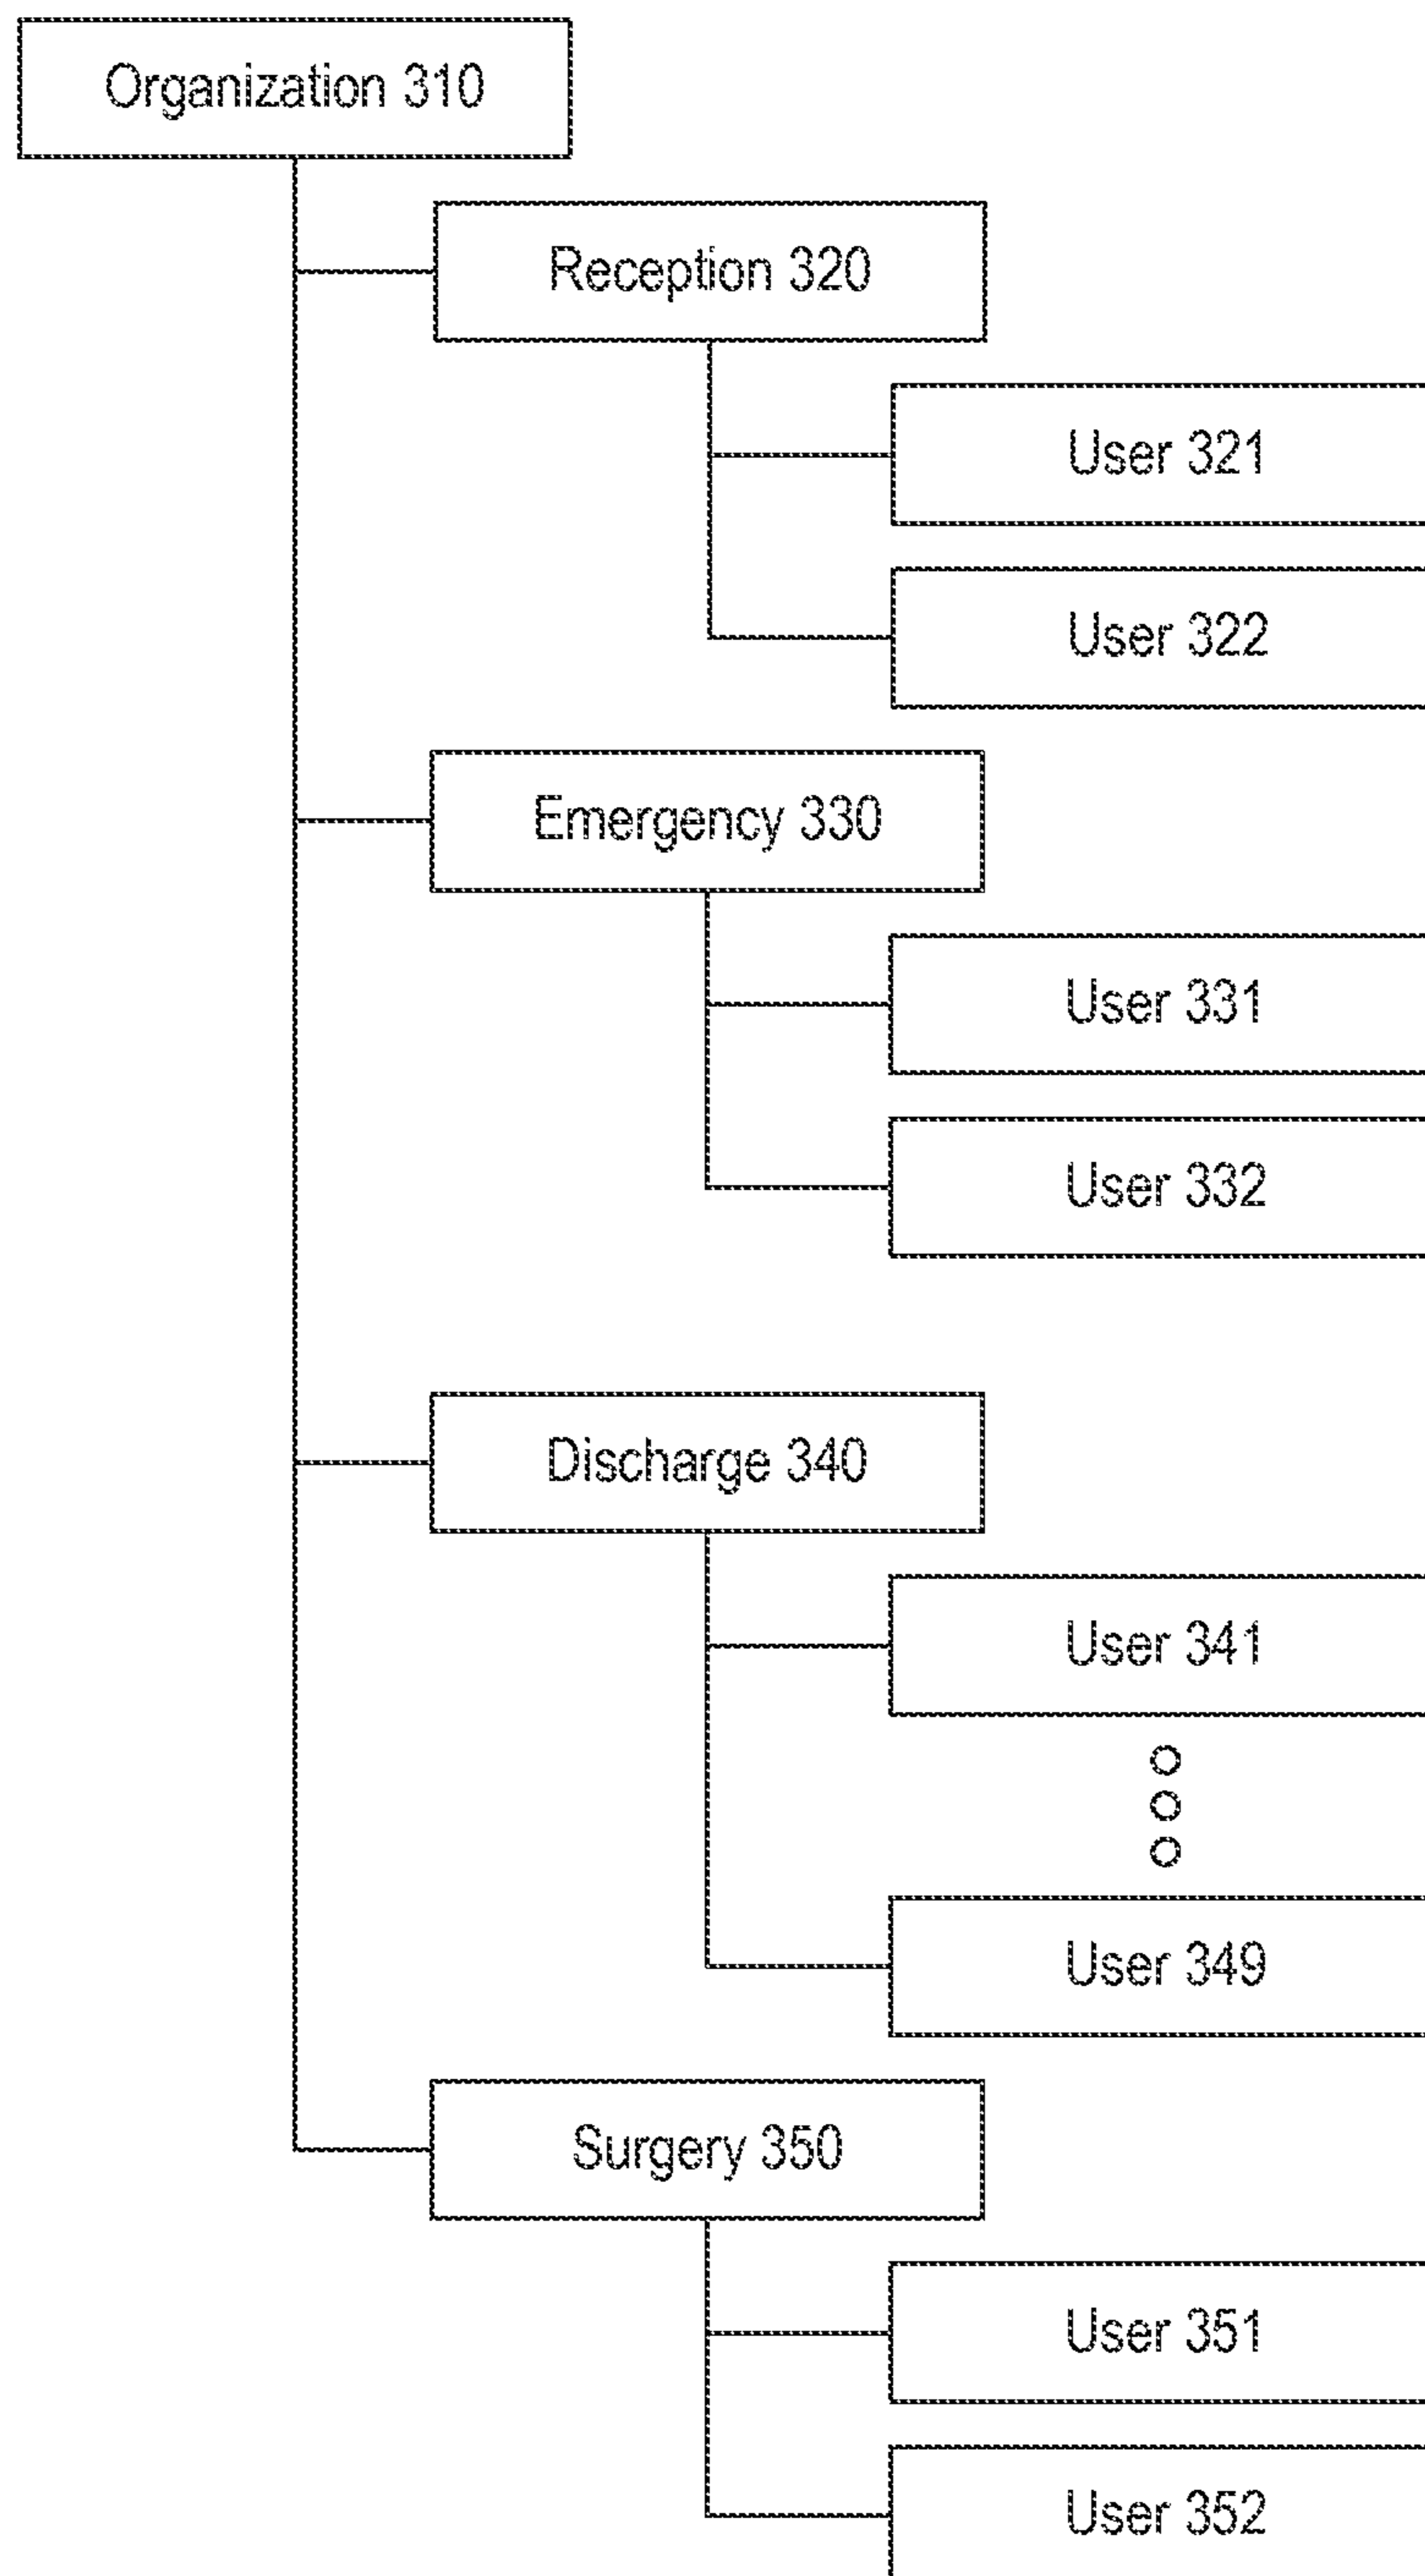 Organization 310
Reception 320
User 321
User 322
Emergency 330
User 331
User 332
Discharge 340
User 341
User 349
Surgery 350
User 351
User 352